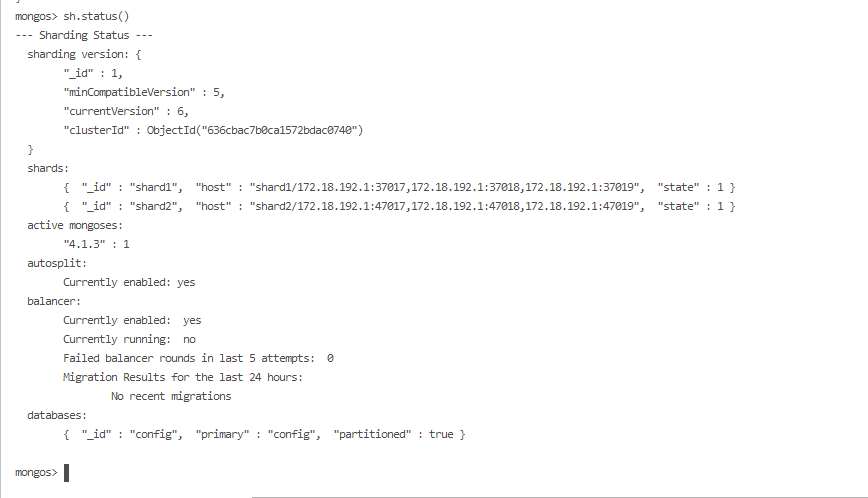 mongos> sh.status()
--- Sharding Status ---
sharding version: {
"_id" : 1,
"minCompatibleVersion" : 5,
"currentVersion" : 6,
"clusterId" : ObjectId("636cbac7b0ca1572bdac0740")
}
shards:
{ "_id" : "shard1", "host" : "shard1/172.18.192.1:37017,172.18.192.1:37018,172.18.192.1:37019", "state" : 1 }
{ "_id" : "shard2", "host" : "shard2/172.18.192.1:47017,172.18.192.1:47018,172.18.192.1:47019", "state" : 1 }
active mongoses:
"4.1.3" : 1
autosplit:
Currently enabled: yes
balancer:
Currently enabled: yes
Currently running: no
Failed balancer rounds in last 5 attempts: 0
Migration Results for the last 24 hours:
No recent migrations
databases:
{ "_id" : "config", "primary" : "config", "partitioned" : true }
mongos>